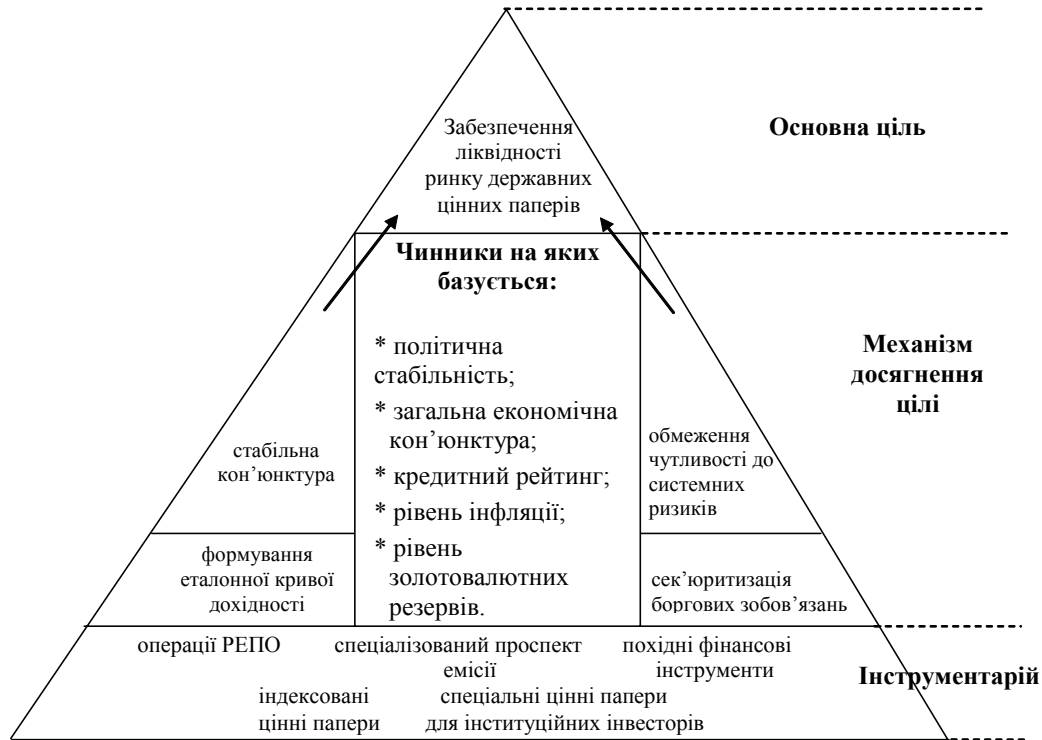 Забезпечення
ліквідності
ринку державних
цінних паперів
Основна ціль
Чинники на яких
базується:
* політична
стабільність;
* загальна економічна
кон’юнктура;
* кредитний рейтинг;
* рівень інфляції;
* рівень
золотовалютних
резервів.
стабільна
кон’юнктура
формування
еталонної кривої
дохідності
обмеження
чутливості до
системних
ризиків
сек’юритизація
боргових зобов’язань
Механізм
досягнення
цілі
операції РЕПО спеціалізований проспект похідні фінансові
емісії інструменти
індексовані спеціальні цінні папери
цінні папери для інституційних інвесторів
Інструментарій